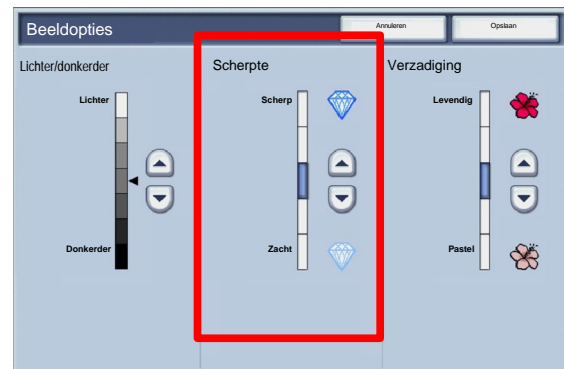 Beeldopties
Annuleren
Opslaan
Lichter/donkerder
Scherpte
Verzadiging
Lichter
Scherp
Levendig
Donkerder
Zacht
Pastel